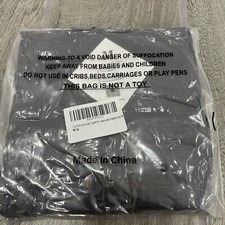 WARNING-TO A VOID DANGER OF SUFFOCATION
KEEP AWAY FROM BABIES AND CHILDREN
DO NOT USE IN CRIBS,BEDS,CARRIAGES OR PLAY PENS
THIS BAG IS NOT A TOY
Made In China